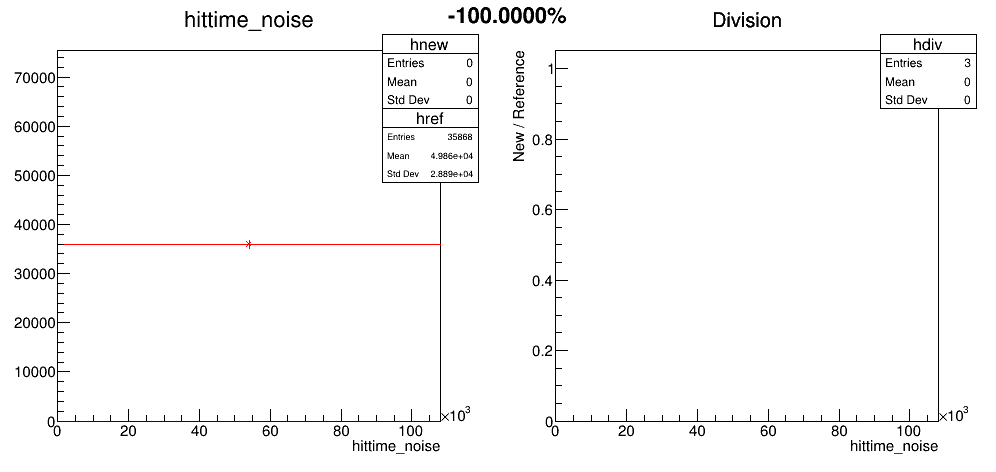 hittime_noise
-100.0000%
Division
hnew
Entries 0
Mean 0
Std Dev 0
href
Entries 35868
Mean 4.986e+04
Std Dev 2.889e+04
70000
60000
50000
40000
30000
20000
10000
0
0 20 40 60 80 100 ×10³
hittime_noise
hdiv
Entries 3
Mean 0
Std Dev 0
New / Reference
1
0.8
0.6
0.4
0.2
0
0 20 40 60 80 100 ×10³
hittime_noise